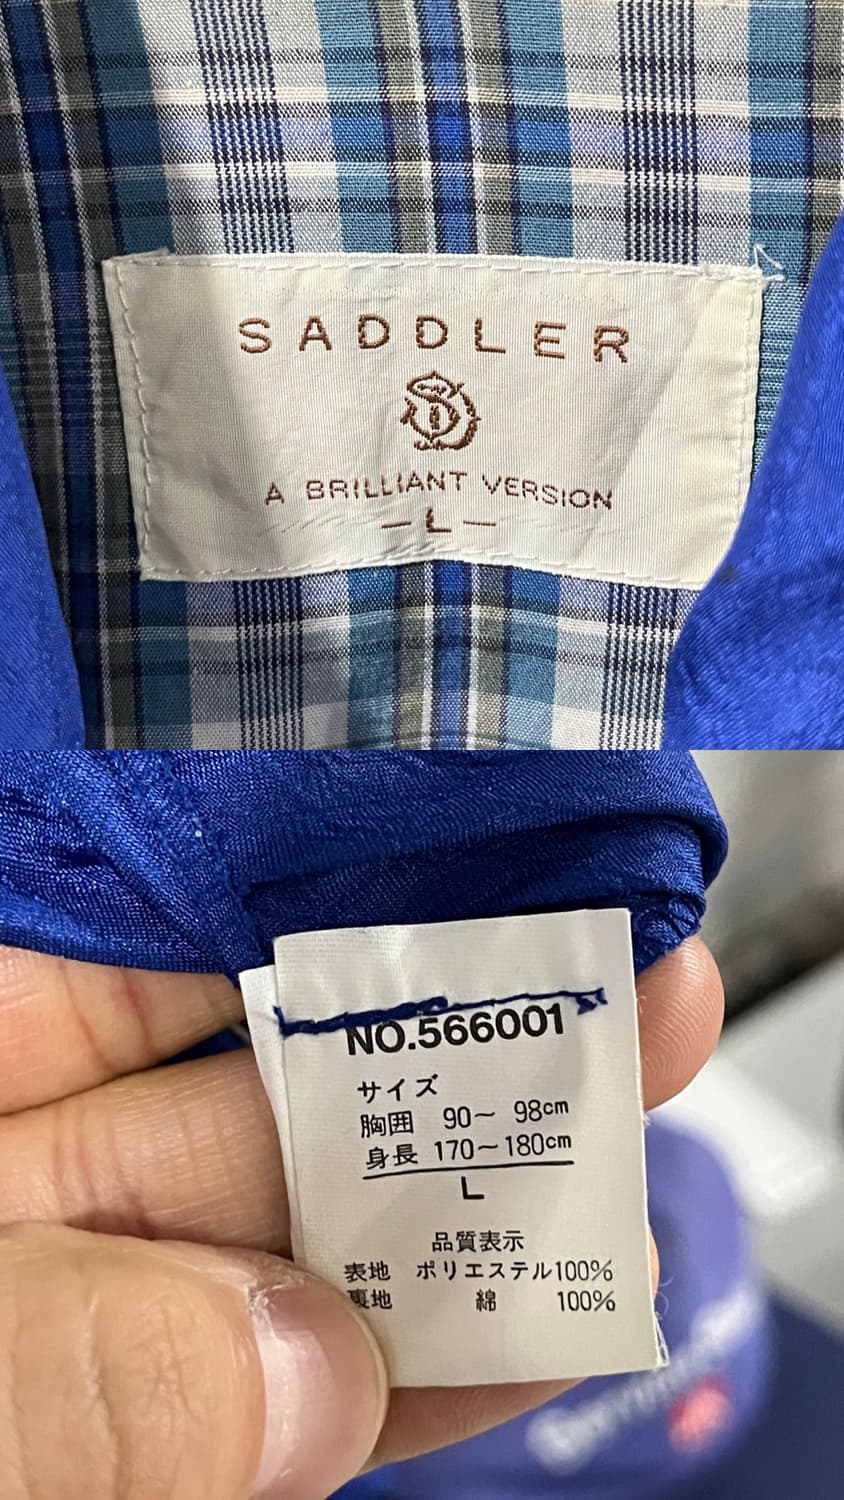 SADDLER
A BRILLIANT VERSION
-L-
NO.566001
サイズ
胸囲 90〜 98cm
身長 170〜180cm
L
品質表示
表地 ポリエステル100%
裏地 綿 100%